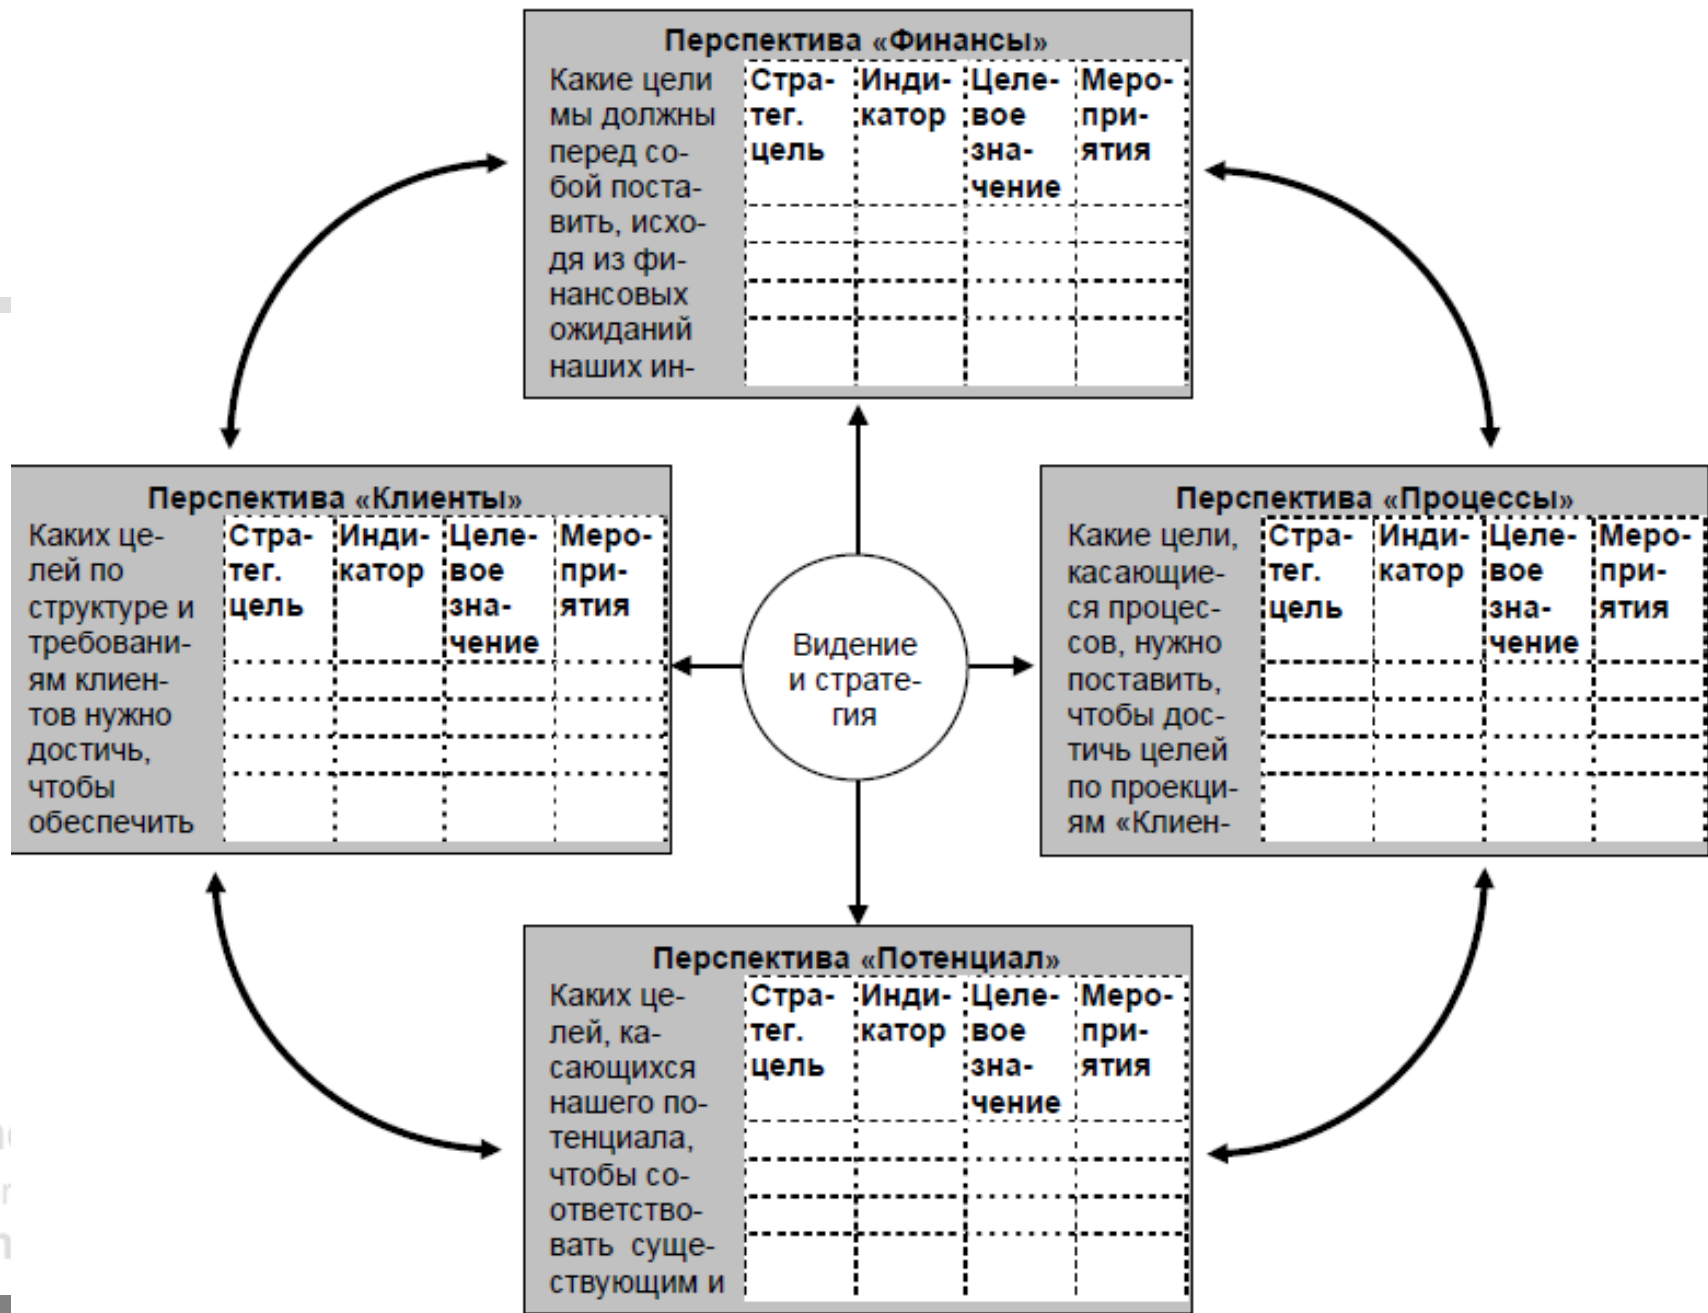 Перспектива «Финансы»
Какие цели
мы должны
перед со-
бой поста-
вить, исхо-
дя из фи-
нансовых
ожиданий
наших ин-
Стра-
тег.
цель
Инди-
катор
Целе-
вое
зна-
чение
Меро-
при-
ятия
Перспектива «Клиенты»
Каких це-
лей по
структуре и
требовани-
ям клиен-
тов нужно
достичь,
чтобы
обеспечить
Стра-
тег.
цель
Инди-
катор
Целе-
вое
зна-
чение
Меро-
при-
ятия
Видение
и страте-
гия
Перспектива «Процессы»
Какие цели,
касающие-
ся процес-
сов, нужно
поставить,
чтобы дос-
тичь целей
по проекци-
ям «Клиен-
Стра-
тег.
цель
Инди-
катор
Целе-
вое
зна-
чение
Меро-
при-
ятия
Перспектива «Потенциал»
Каких це-
лей, ка-
сающихся
нашего по-
тенциала,
чтобы со-
ответство-
вать суще-
ствующим и
Стра-
тег.
цель
Инди-
катор
Целе-
вое
зна-
чение
Меро-
при-
ятия